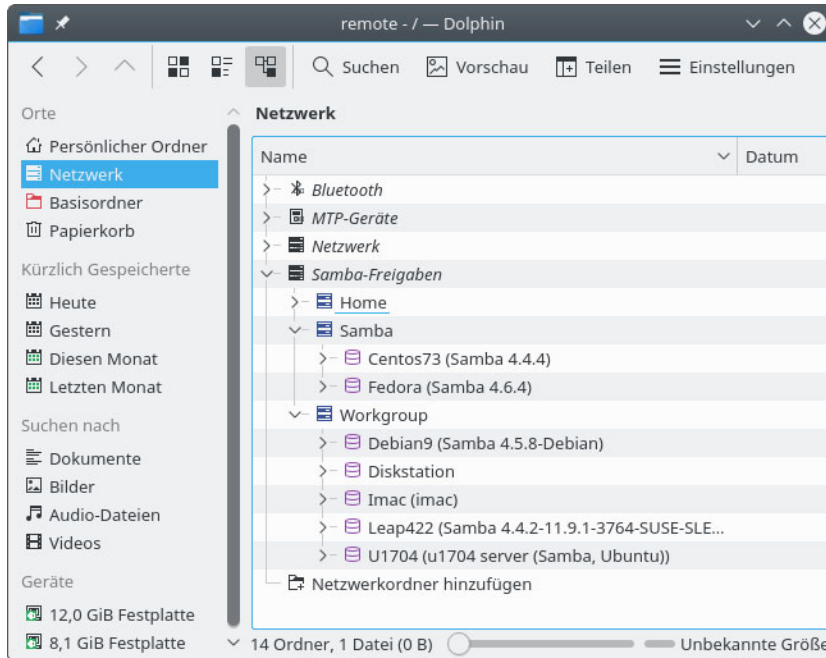 remote - / — Dolphin
Suchen Vorschau Teilen Einstellungen
Orte
Persönlicher Ordner
Netzwerk
Basisordner
Papierkorb
Kürzlich Gespeicherte
Heute
Gestern
Diesen Monat
Letzten Monat
Suchen nach
Dokumente
Bilder
Audio-Dateien
Videos
Geräte
12,0 GiB Festplatte
8,1 GiB Festplatte
Netzwerk
Name Datum
Bluetooth
MTP-Geräte
Netzwerk
Samba-Freigaben
Home
Samba
Centos73 (Samba 4.4.4)
Fedora (Samba 4.6.4)
Workgroup
Debian9 (Samba 4.5.8-Debian)
Diskstation
Imac (imac)
Leap422 (Samba 4.4.2-11.9.1-3764-SUSE-SLE...
U1704 (u1704 server (Samba, Ubuntu))
Netzwerkordner hinzufügen
14 Ordner, 1 Datei (0 B) Unbekannte Größe